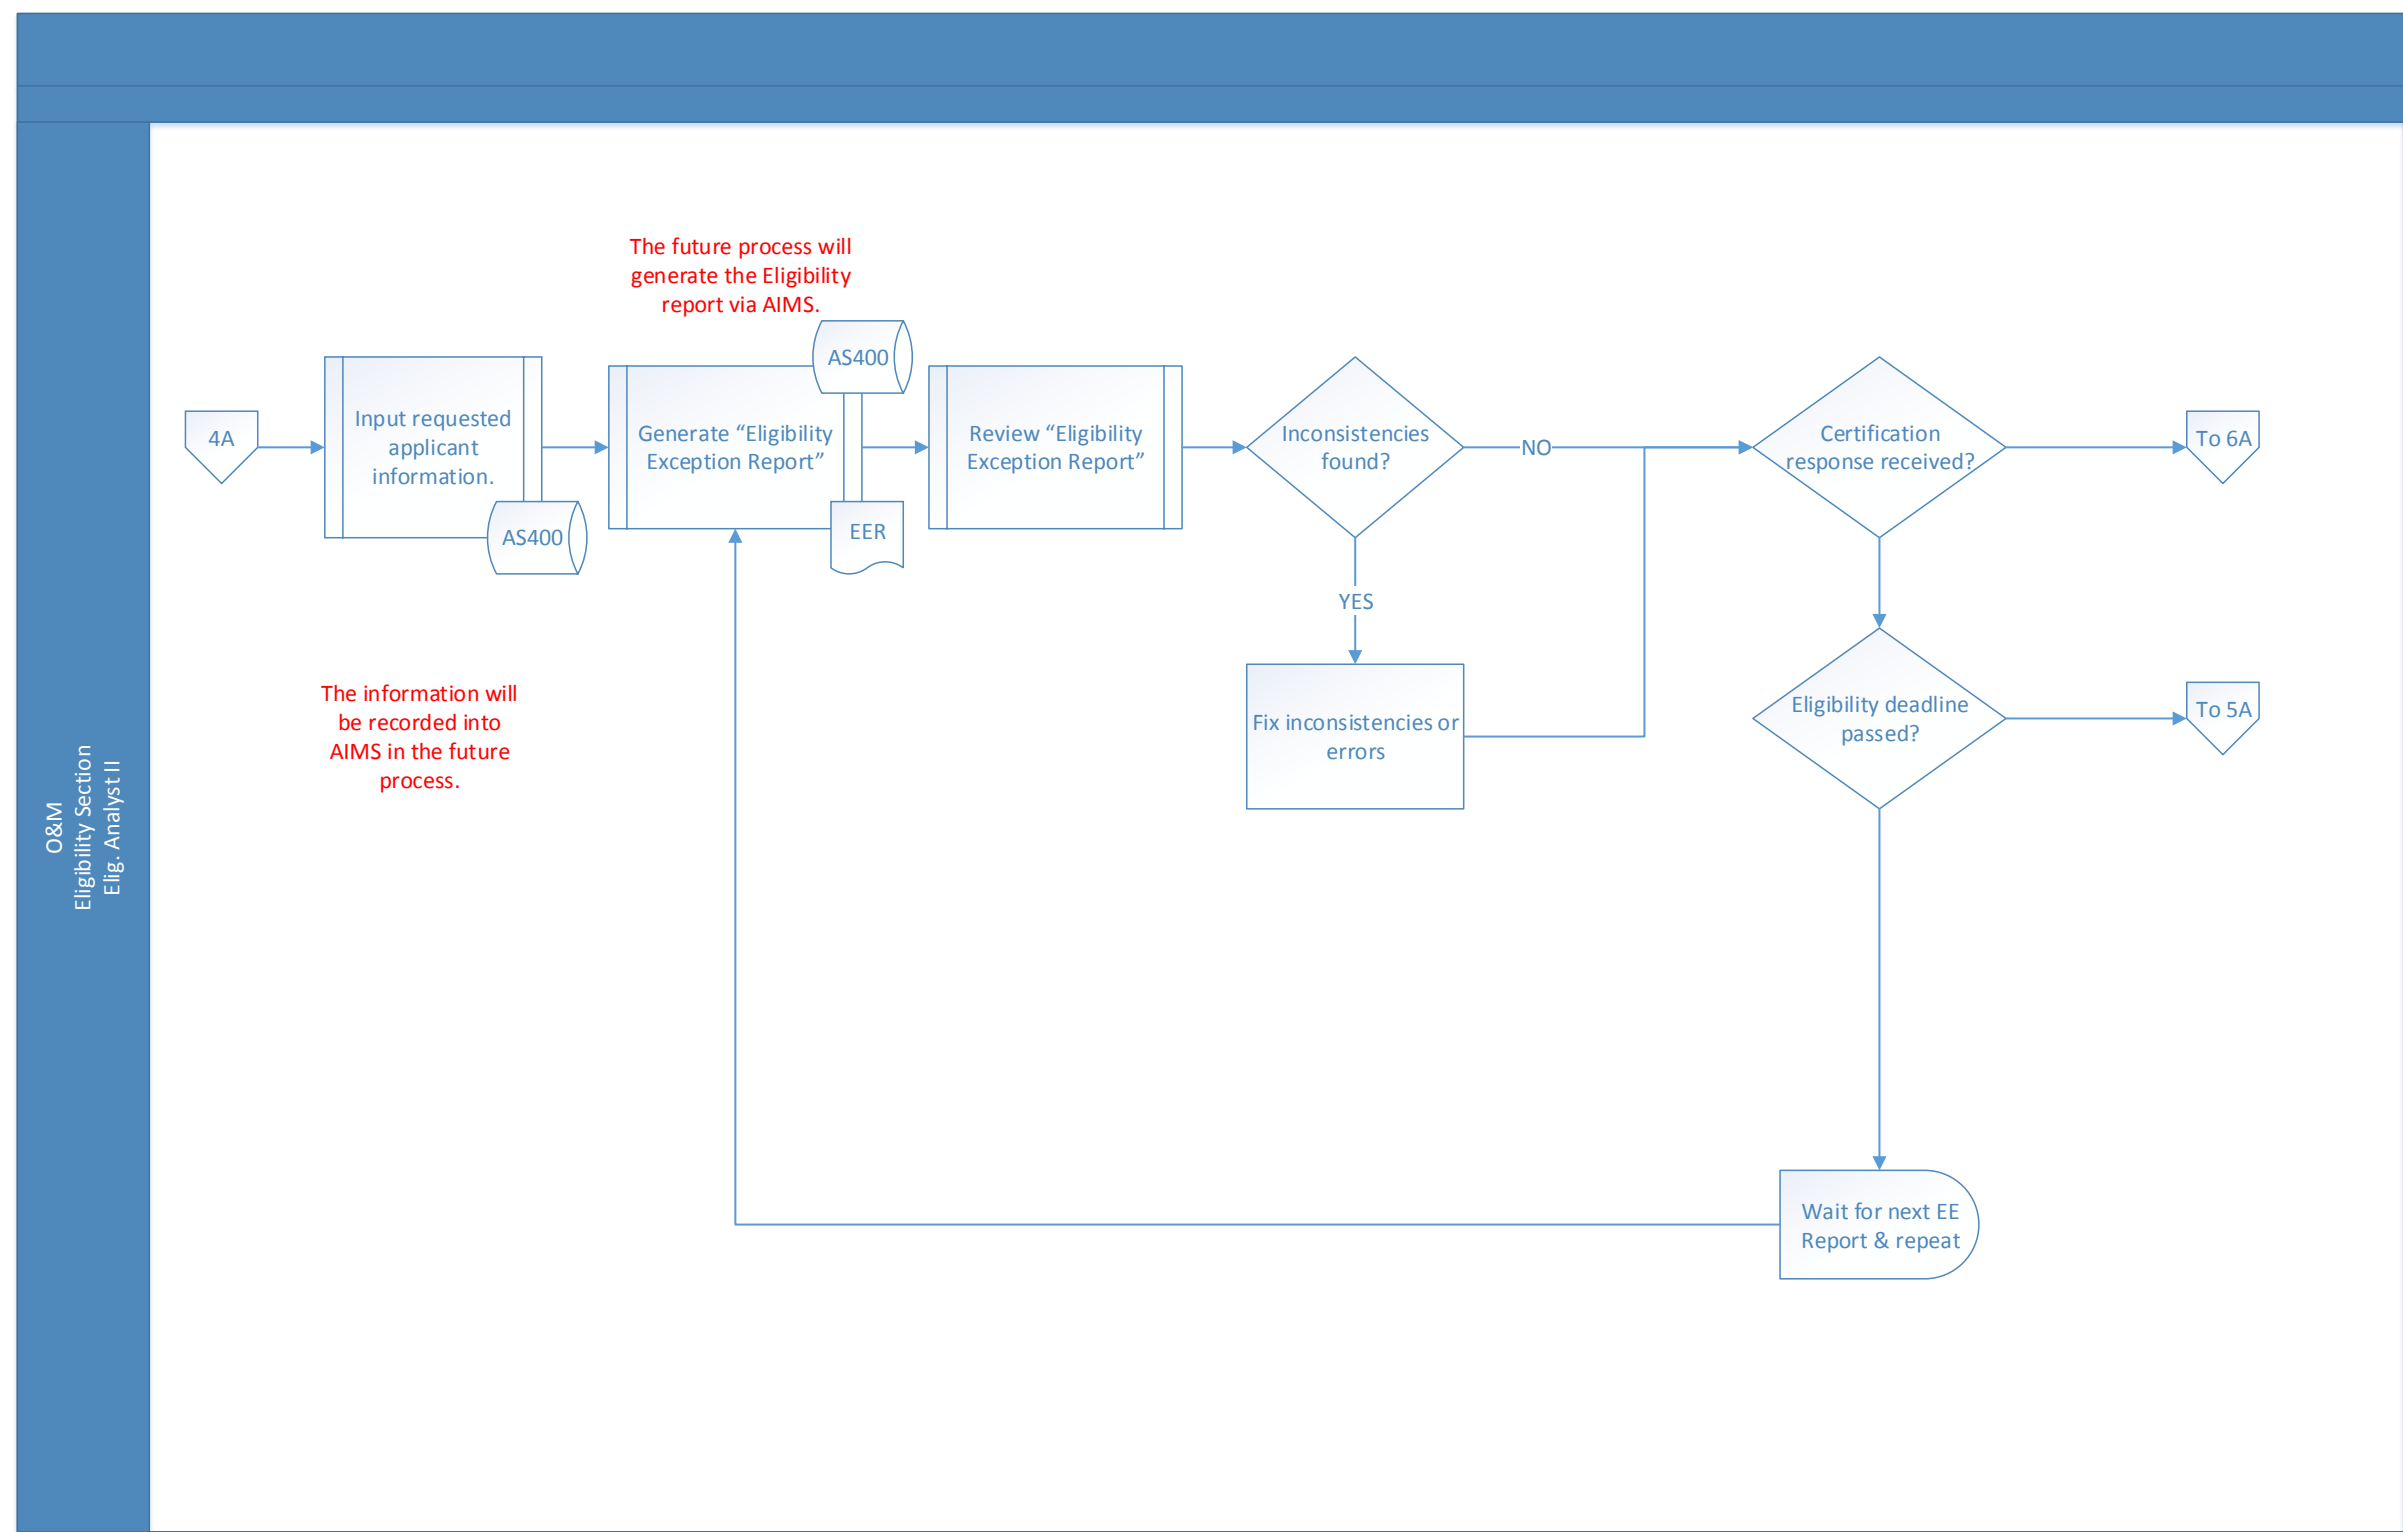 O&M
Eligibility Section
Elig. Analyst II
The future process will
generate the Eligibility
report via AIMS.
4A
Input requested
applicant
information.
AS400
Generate “Eligibility
Exception Report”
AS400
EER
Review “Eligibility
Exception Report”
Inconsistencies
found?
NO
YES
Fix inconsistencies or
errors
Certification
response received?
To 6A
Eligibility deadline
passed?
To 5A
The information will
be recorded into
AIMS in the future
process.
Wait for next EE
Report & repeat